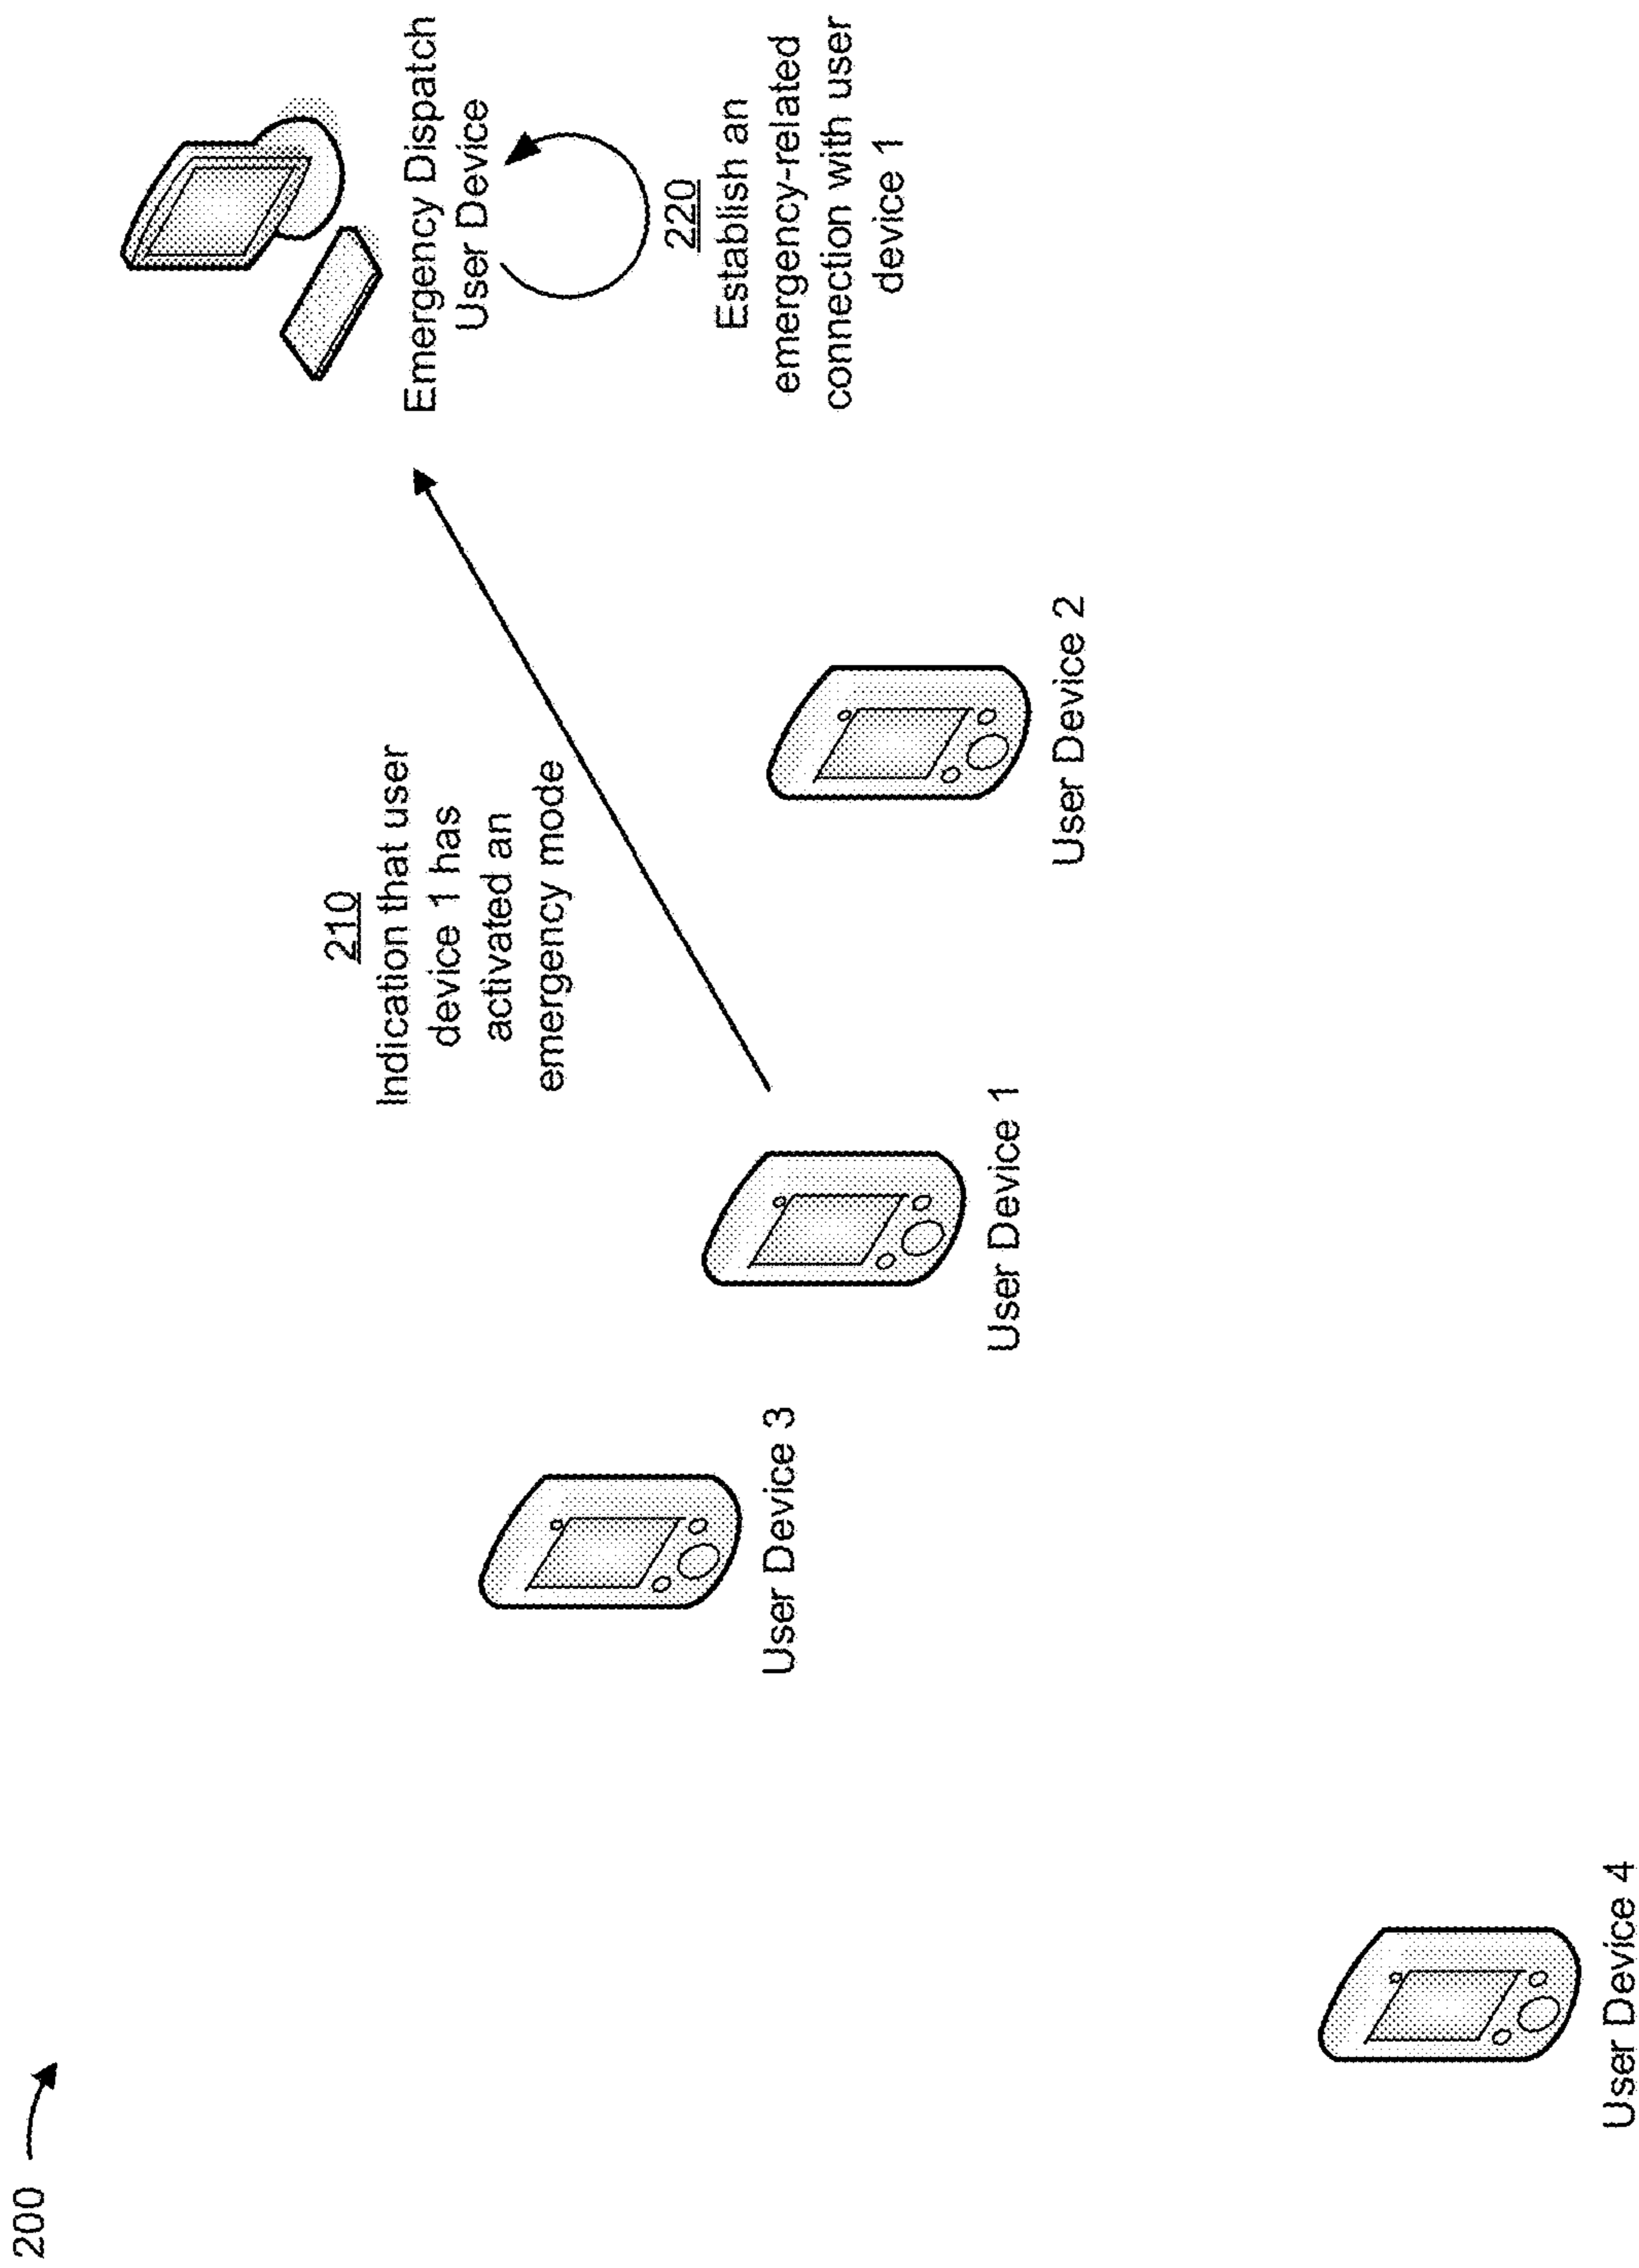 200
210
Indication that user
device 1 has
activated an
emergency mode
Emergency Dispatch
User Device
220
Establish an
emergency-related
connection with user
device 1
User Device 3
User Device 1
User Device 2
User Device 4